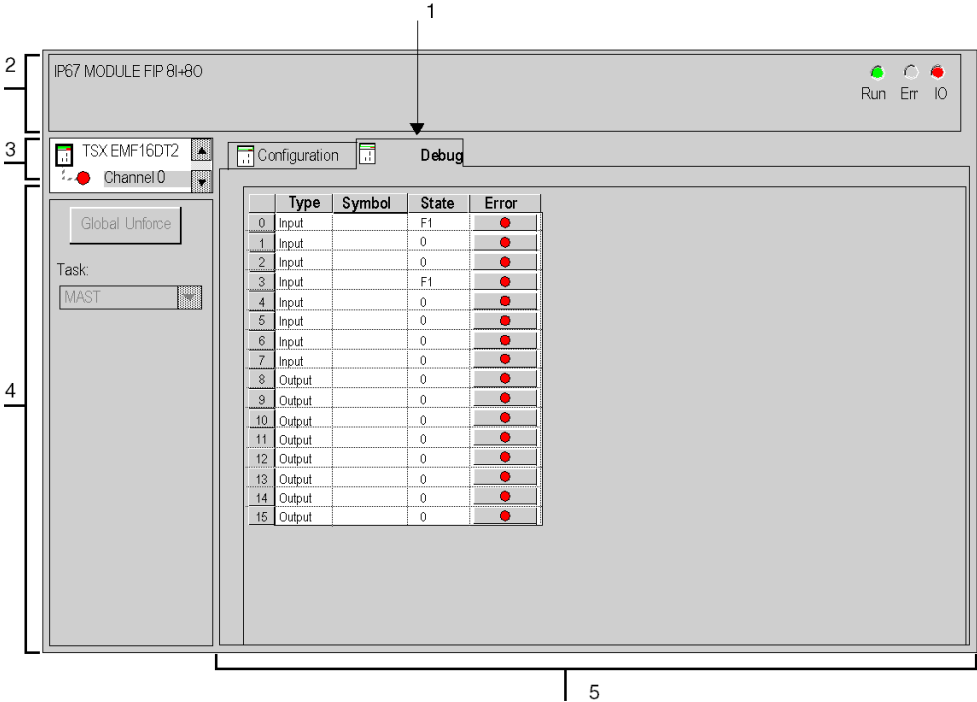 1
2
IP67 MODULE FIP 8I+8O
Run Err IO
3
TSX EMF16DT2
Channel 0
Configuration
Debug
4
Global Unforce
Task:
MAST
Type Symbol State Error
0 Input F1
1 Input 0
2 Input 0
3 Input F1
4 Input 0
5 Input 0
6 Input 0
7 Input 0
8 Output 0
9 Output 0
10 Output 0
11 Output 0
12 Output 0
13 Output 0
14 Output 0
15 Output 0
5